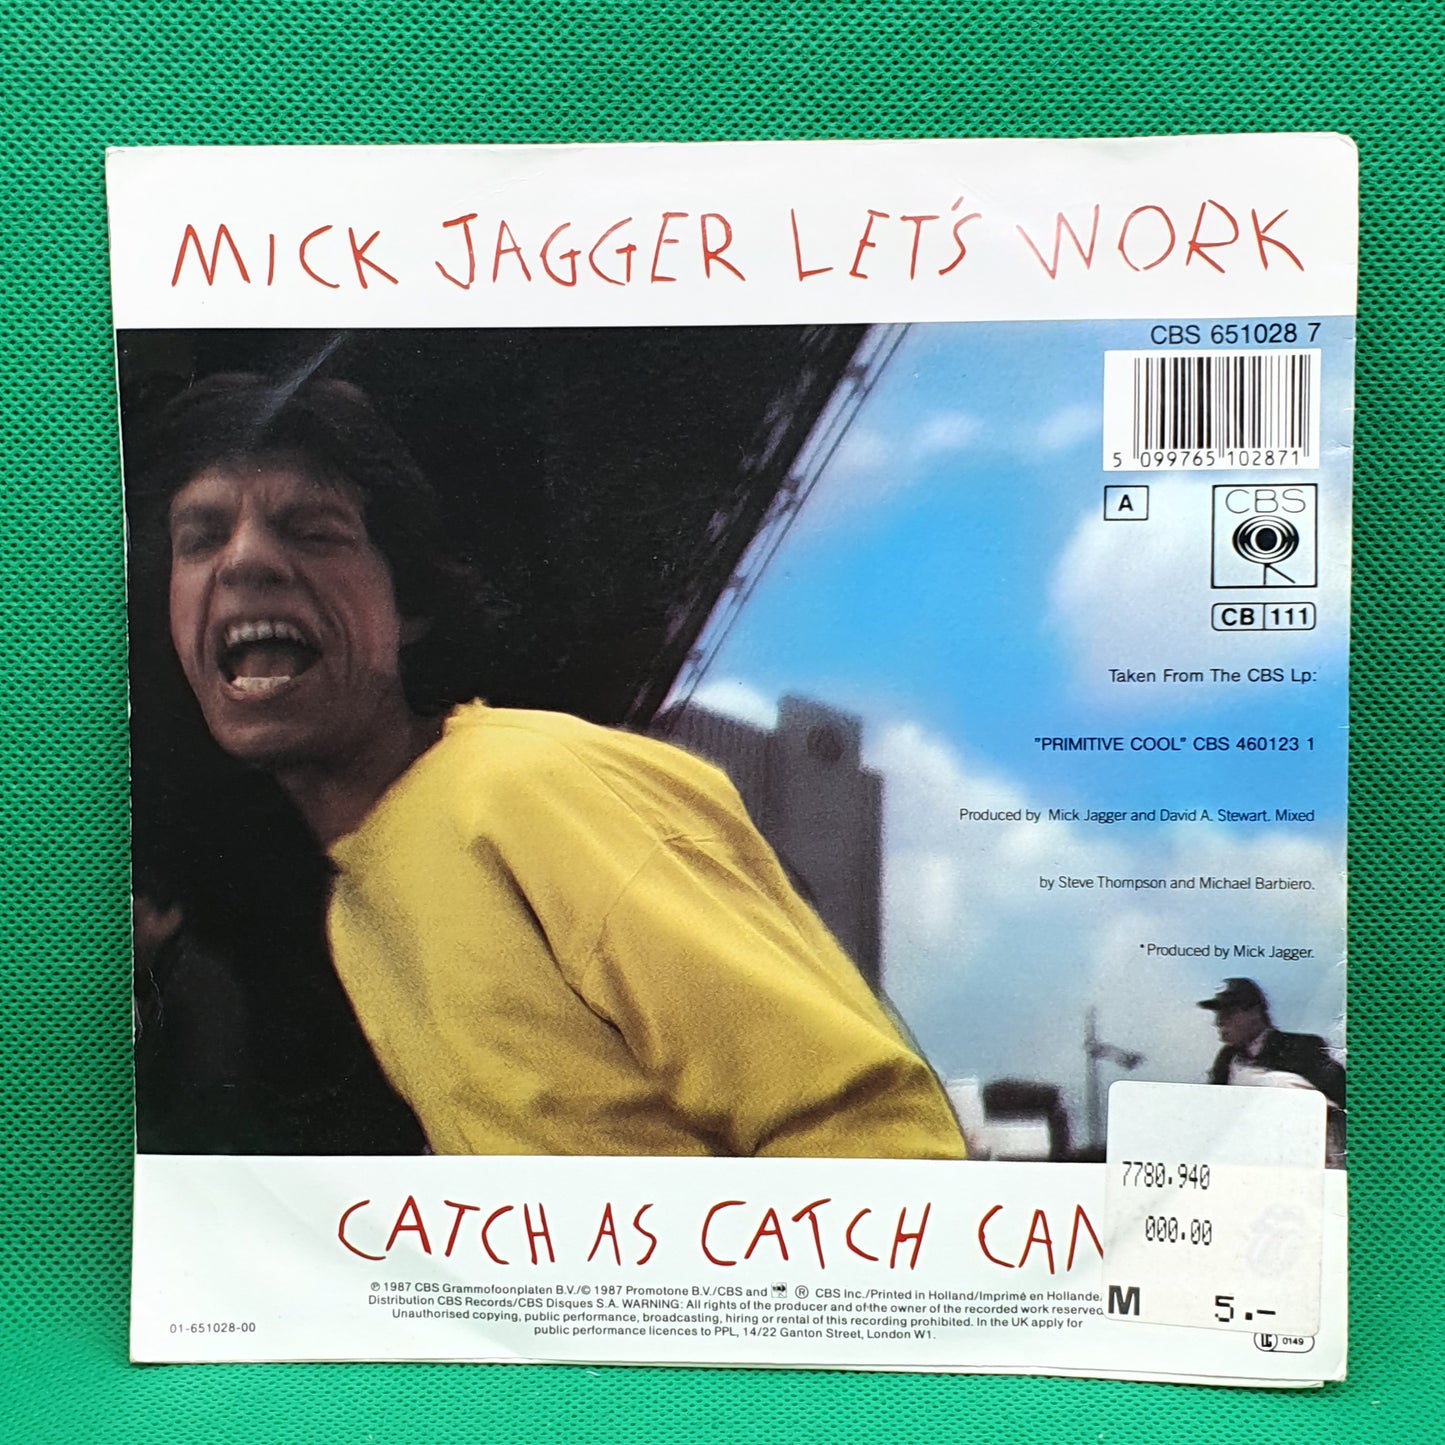 MICK JAGGER LET'S WORK
CBS 651028 7
5 099765 102871
A
CBS
CB 111
Taken From The CBS Lp:
"PRIMITIVE COOL" CBS 460123 1
Produced by Mick Jagger and David A. Stewart. Mixed
by Steve Thompson and Michael Barbiero.
*Produced by Mick Jagger.
7780.940
000.00
M 5.-
CATCH AS CATCH CAN
℗ 1987 CBS Grammofoonplaten B.V./© 1987 Promotone B.V./CBS and ® CBS Inc./Printed in Holland/Imprimé en Hollande/
Distribution CBS Records/CBS Disques S.A. WARNING: All rights of the producer and of the owner of the recorded work reserved
Unauthorised copying, public performance, broadcasting, hiring or rental of this recording prohibited. In the UK apply for
public performance licences to PPL, 14/22 Ganton Street, London W1.
01-651028-00
LC 0149